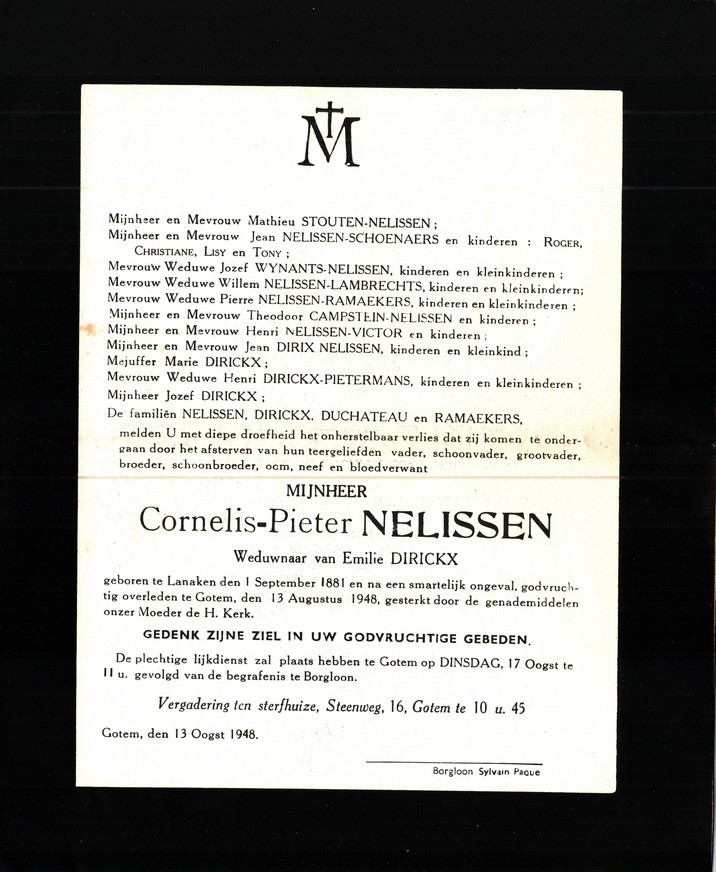 M
Mijnheer en Mevrouw Mathieu STOUTEN-NELISSEN ;
Mijnheer en Mevrouw Jean NELISSEN-SCHOENAERS en kinderen : ROGER,
CHRISTIANE, LISY en TONY ;
Mevrouw Weduwe Jozef WYNANTS-NELISSEN, kinderen en kleinkinderen ;
Mevrouw Weduwe Willem NELISSEN-LAMBRECHTS, kinderen en kleinkinderen;
Mevrouw Weduwe Pierre NELISSEN-RAMAEKERS, kinderen en kleinkinderen ;
Mijnheer en Mevrouw Theodoor CAMPSTEIN-NELISSEN en kinderen ;
Mijnheer en Mevrouw Henri NELISSEN-VICTOR en kinderen ;
Mijnheer en Mevrouw Jean DIRIX NELISSEN, kinderen en kleinkind ;
Mejuffer Marie DIRICKX ;
Mevrouw Weduwe Henri DIRICKX-PIETERMANS, kinderen en kleinkinderen ;
Mijnheer Jozef DIRICKX ;
De familiën NELISSEN, DIRICKX. DUCHATEAU en RAMAEKERS,
melden U met diepe droefheid het onherstelbaar verlies dat zij komen te onder-
gaan door het afsterven van hun teergeliefden vader, schoonvader, grootvader,
broeder, schoonbroeder, oom, neef en bloedverwant
MIJNHEER
Cornelis-Pieter NELISSEN
Weduwnaar van Emilie DIRICKX
geboren te Lanaken den 1 September 1881 en na een smartelijk ongeval, godvruch-
tig overleden te Gotem, den 13 Augustus 1948, gesterkt door de genademiddelen
onzer Moeder de H. Kerk.
GEDENK ZIJNE ZIEL IN UW GODVRUCHTIGE GEBEDEN.
De plechtige lijkdienst zal plaats hebben te Gotem op DINSDAG, 17 Oogst te
11 u. gevolgd van de begrafenis te Borgloon.
Vergadering ten sterfhuize, Steenweg, 16, Gotem te 10 u. 45
Gotem, den 13 Oogst 1948.
Borgloon Sylvain Paque